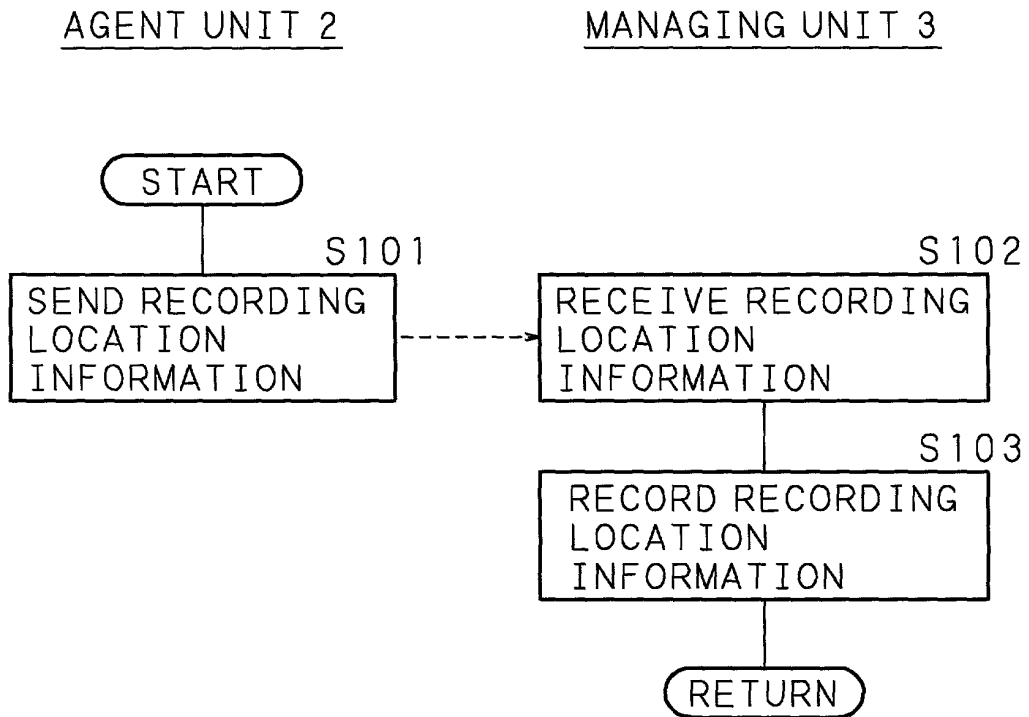 AGENT UNIT 2
MANAGING UNIT 3
START
S101
SEND RECORDING
LOCATION
INFORMATION
S102
RECEIVE RECORDING
LOCATION
INFORMATION
S103
RECORD RECORDING
LOCATION
INFORMATION
RETURN